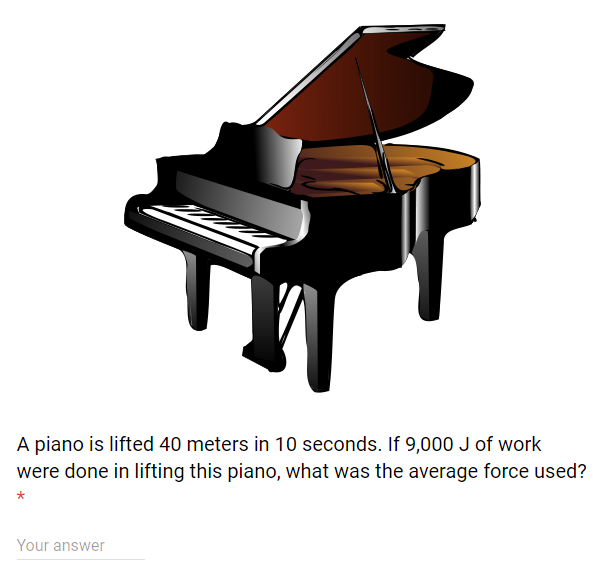 A piano is lifted 40 meters in 10 seconds. If 9,000 J of work
were done in lifting this piano, what was the average force used?
*
Your answer